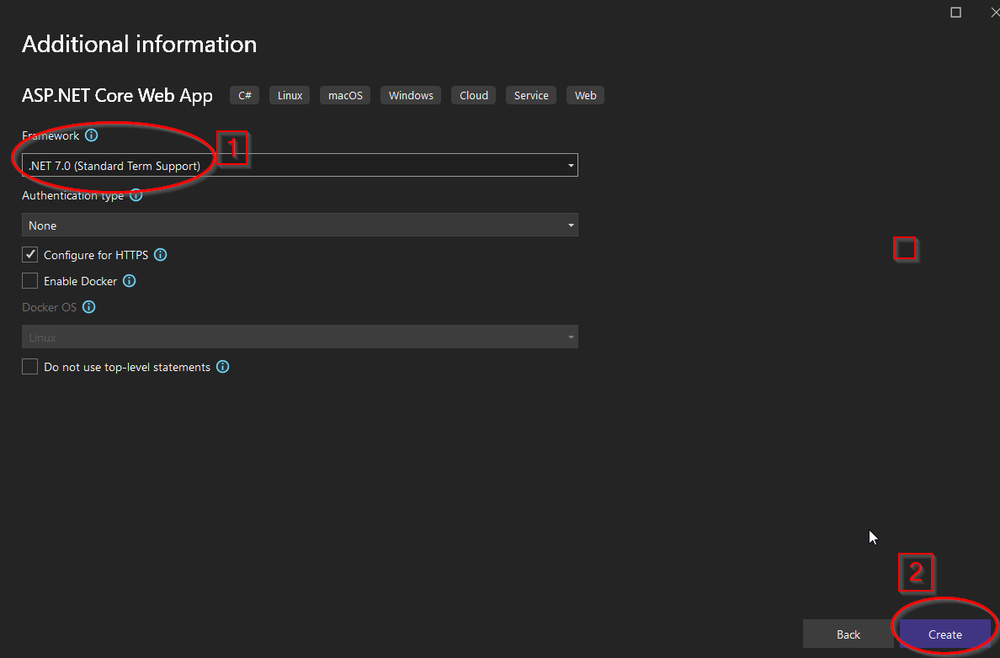 Additional information
ASP.NET Core Web App C# Linux macOS Windows Cloud Service Web
Framework
1
.NET 7.0 (Standard Term Support)
Authentication type
None
Configure for HTTPS
Enable Docker
Docker OS
Linux
Do not use top-level statements
2
Back Create